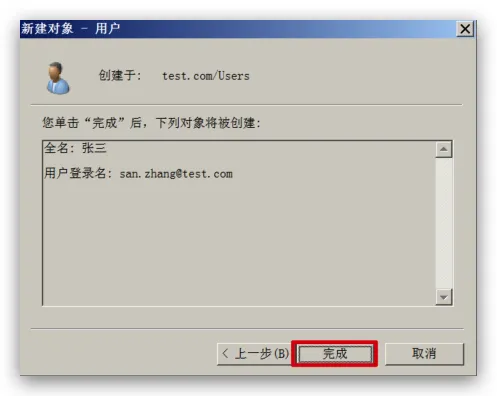 新建对象 - 用户
创建于: test.com/Users
您单击“完成”后，下列对象将被创建:
全名: 张三
用户登录名: san.zhang@test.com
< 上一步(B) 完成 取消